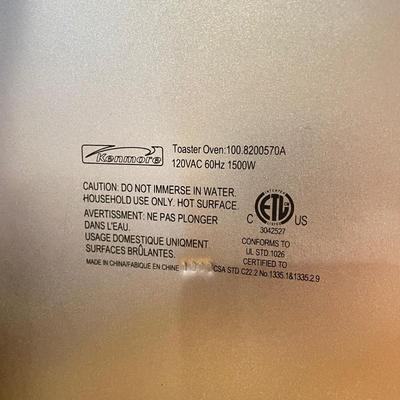 Kenmore
Toaster Oven:100.8200570A
120VAC 60Hz 1500W
CAUTION: DO NOT IMMERSE IN WATER.
HOUSEHOLD USE ONLY. HOT SURFACE.
AVERTISSEMENT: NE PAS PLONGER
DANS L'EAU.
USAGE DOMESTIQUE UNIQMENT
SURFACES BRÛLANTES.
MADE IN CHINA/FABIQUE EN CHINE
INTERTEK
C ETL US
LISTED
3042527
CONFORMS TO
UL STD.1026
CERTIFIED TO
CSA STD C22.2 No.1335.1&1335.2.9